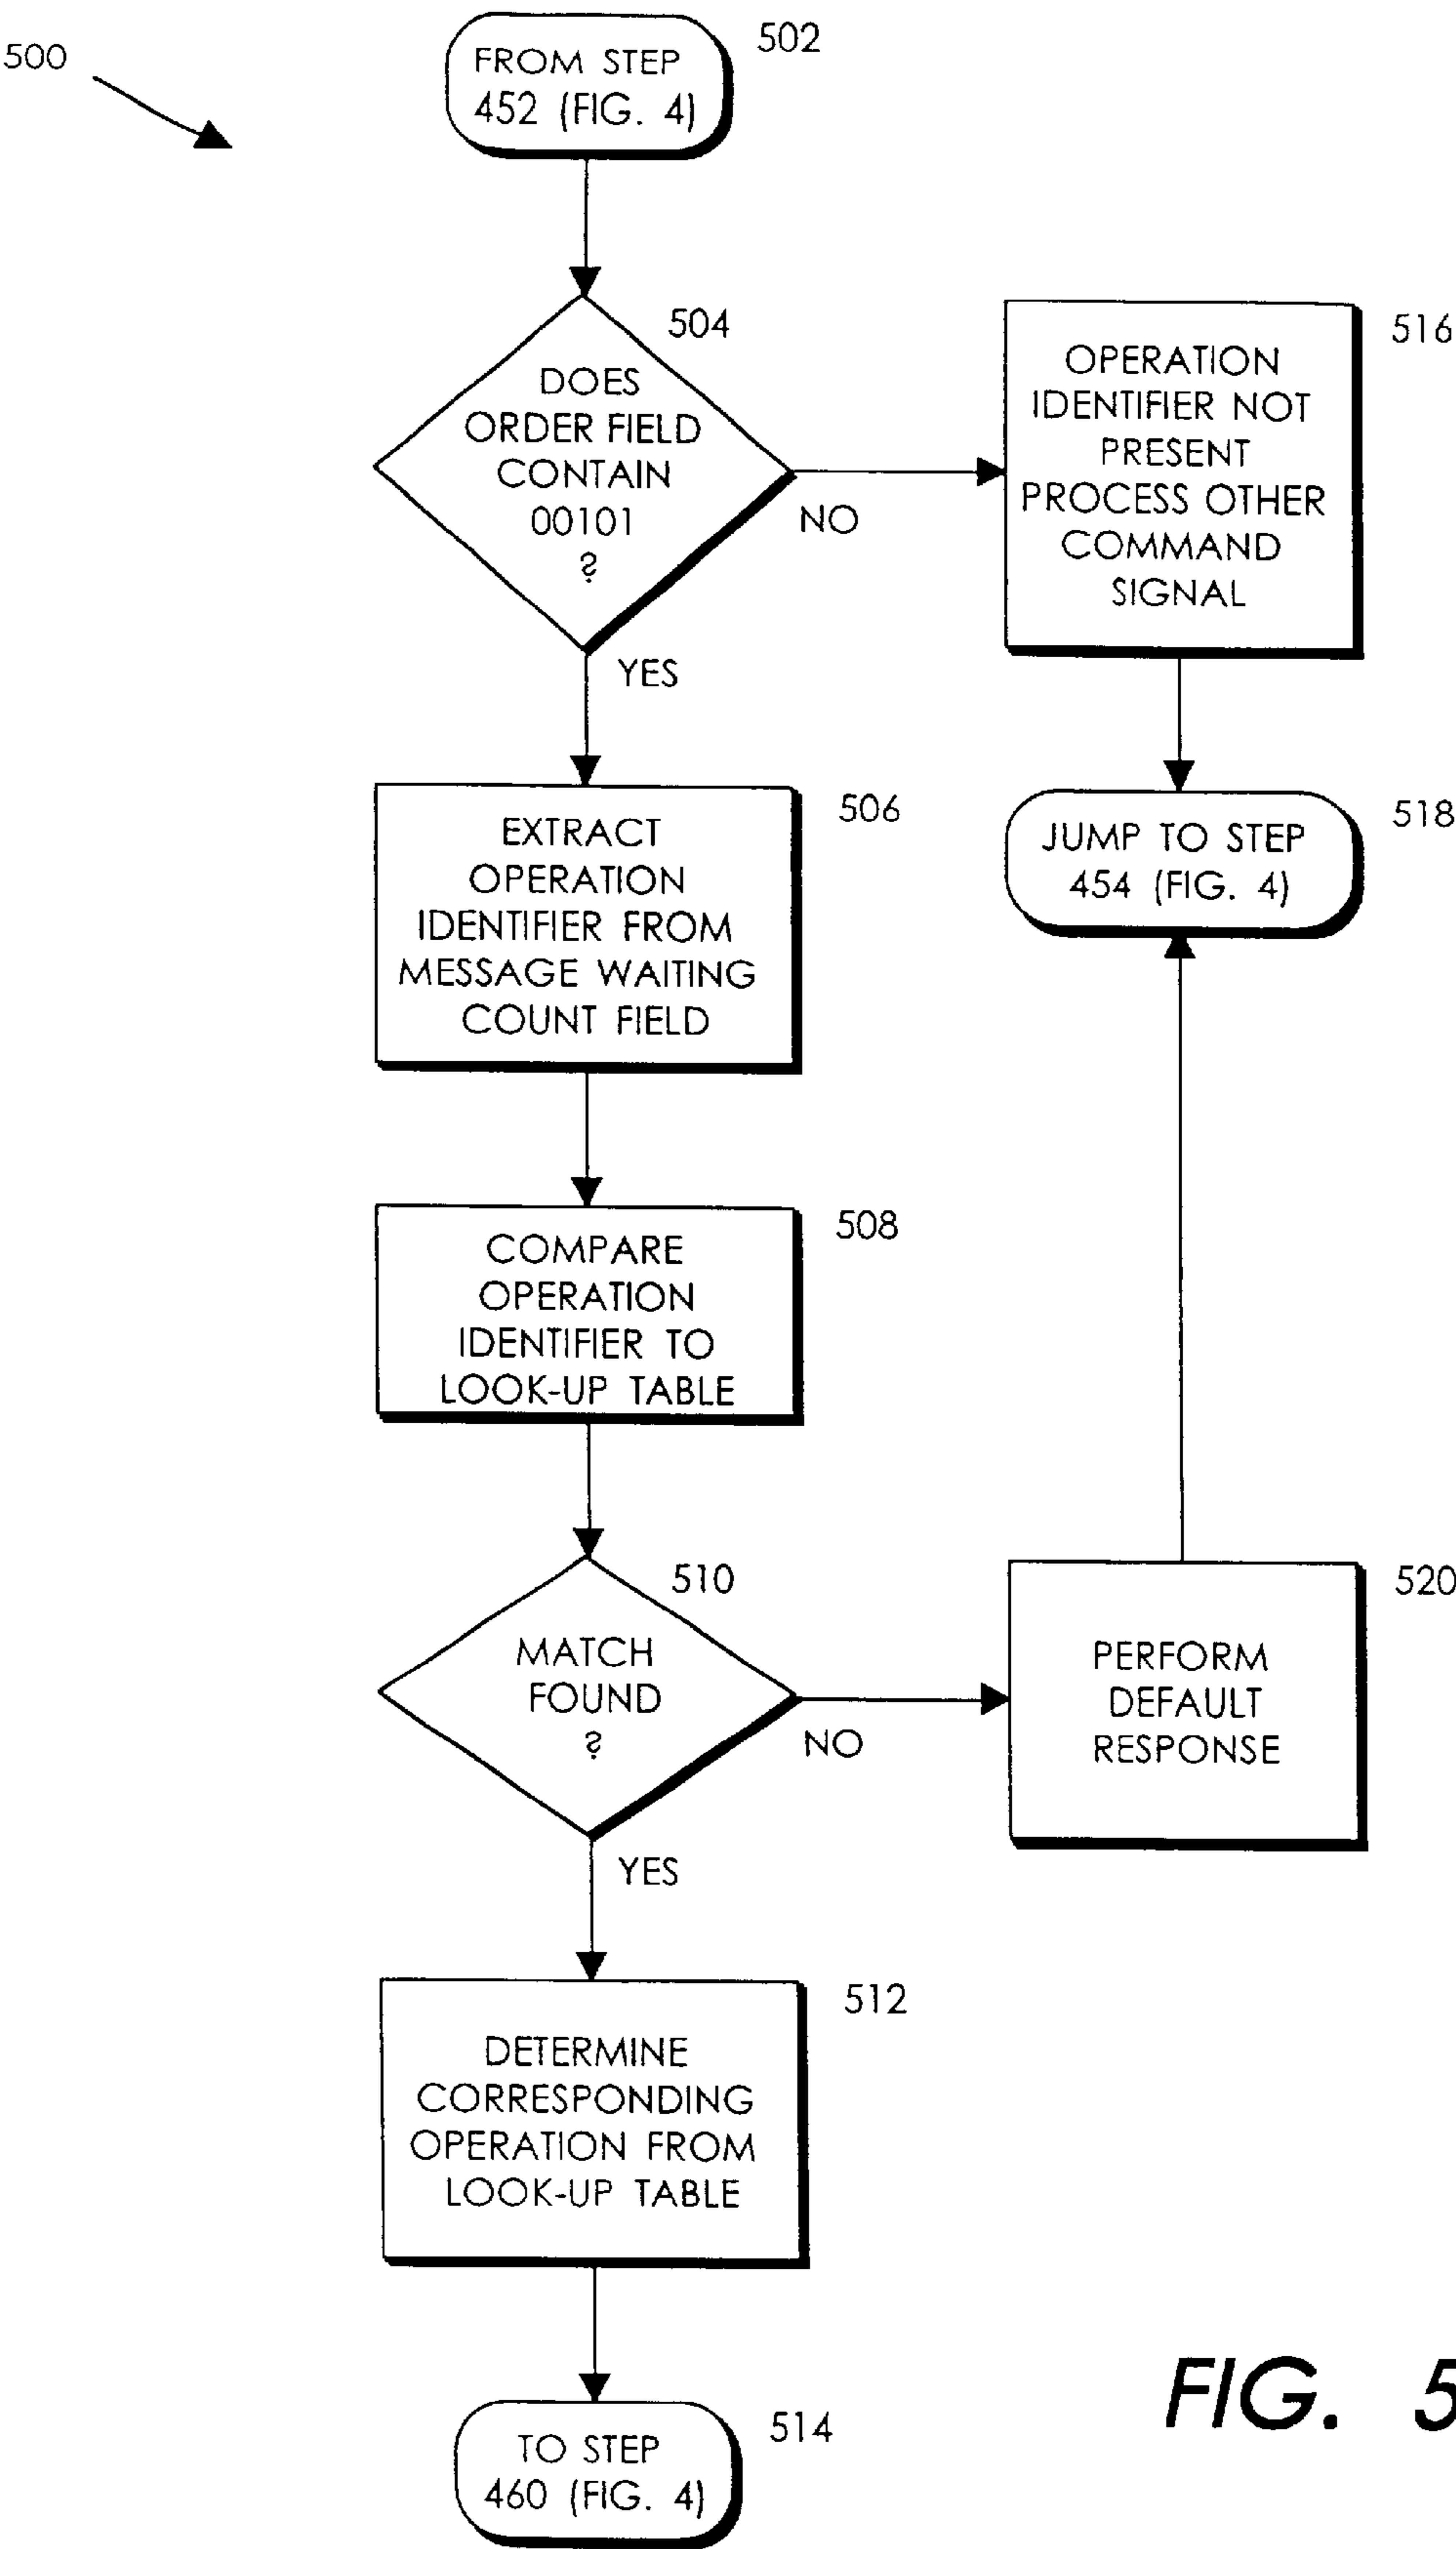 500
502
FROM STEP
452 (FIG. 4)
504
DOES
ORDER FIELD
CONTAIN
00101
?
NO
YES
516
OPERATION
IDENTIFIER NOT
PRESENT
PROCESS OTHER
COMMAND
SIGNAL
506
EXTRACT
OPERATION
IDENTIFIER FROM
MESSAGE WAITING
COUNT FIELD
518
JUMP TO STEP
454 (FIG. 4)
508
COMPARE
OPERATION
IDENTIFIER TO
LOOK-UP TABLE
510
MATCH
FOUND
?
NO
YES
520
PERFORM
DEFAULT
RESPONSE
512
DETERMINE
CORRESPONDING
OPERATION FROM
LOOK-UP TABLE
514
TO STEP
460 (FIG. 4)
FIG. 5